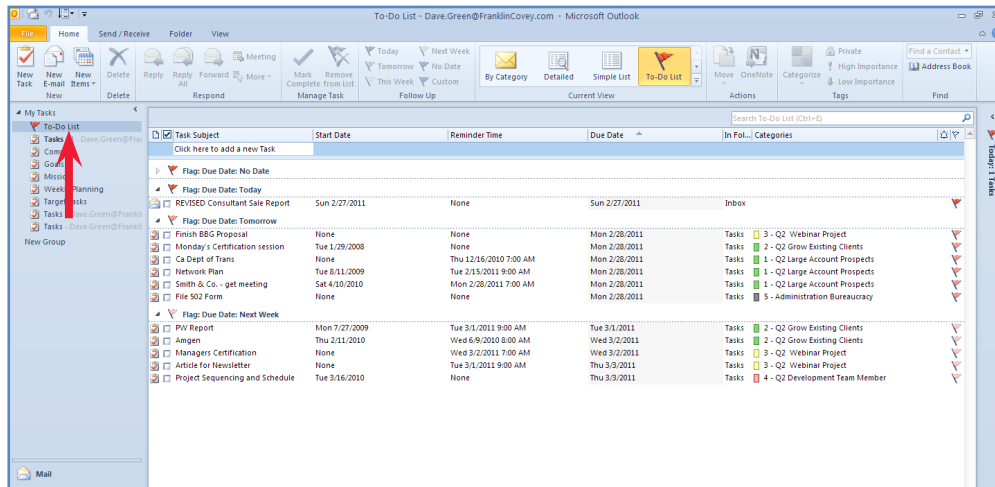 To-Do List - Dave.Green@FranklinCovey.com - Microsoft Outlook
File Home Send / Receive Folder View
New Task New E-mail New Items
New
Delete
Delete
Reply Reply All Forward Meeting More
Respond
Mark Complete Remove from List
Manage Task
Today Next Week
Tomorrow No Date
This Week Custom
Follow Up
By Category Detailed Simple List To-Do List
Current View
Move OneNote
Actions
Categorize Private
High Importance
Low Importance
Tags
Find a Contact
Address Book
Find
My Tasks
To-Do List
Tasks - Dave.Green@Fran
Com
Goals
Missio
Week Planning
Target asks
Tasks ve.Green@Frankli
Tasks - Dave.Green@Frankli
New Group
Mail
Search To-Do List (Ctrl+E)
Task Subject Start Date Reminder Time Due Date In Fol... Categories
Click here to add a new Task
Flag: Due Date: No Date
Flag: Due Date: Today
REVISED Consultant Sale Report Sun 2/27/2011 None Sun 2/27/2011 Inbox
Flag: Due Date: Tomorrow
Finish BBG Proposal None None Mon 2/28/2011 Tasks 3 - Q2 Webinar Project
Monday's Certification session Tue 1/29/2008 None Mon 2/28/2011 Tasks 2 - Q2 Grow Existing Clients
Ca Dept of Trans None Thu 12/16/2010 7:00 AM Mon 2/28/2011 Tasks 1 - Q2 Large Account Prospects
Network Plan Tue 8/11/2009 Tue 2/15/2011 9:00 AM Mon 2/28/2011 Tasks 1 - Q2 Large Account Prospects
Smith & Co. - get meeting Sat 4/10/2010 Mon 2/28/2011 7:00 AM Mon 2/28/2011 Tasks 1 - Q2 Large Account Prospects
File 502 Form None None Mon 2/28/2011 Tasks 5 - Administration Bureaucracy
Flag: Due Date: Next Week
PW Report Mon 7/27/2009 Tue 3/1/2011 9:00 AM Tue 3/1/2011 Tasks 2 - Q2 Grow Existing Clients
Amgen Thu 2/11/2010 Wed 6/9/2010 8:00 AM Wed 3/2/2011 Tasks 2 - Q2 Grow Existing Clients
Managers Certification None Wed 3/2/2011 7:00 AM Wed 3/2/2011 Tasks 3 - Q2 Webinar Project
Article for Newsletter None Tue 3/1/2011 9:00 AM Thu 3/3/2011 Tasks 3 - Q2 Webinar Project
Project Sequencing and Schedule Tue 3/16/2010 None Thu 3/3/2011 Tasks 4 - Q2 Development Team Member
Today: 1 Tasks